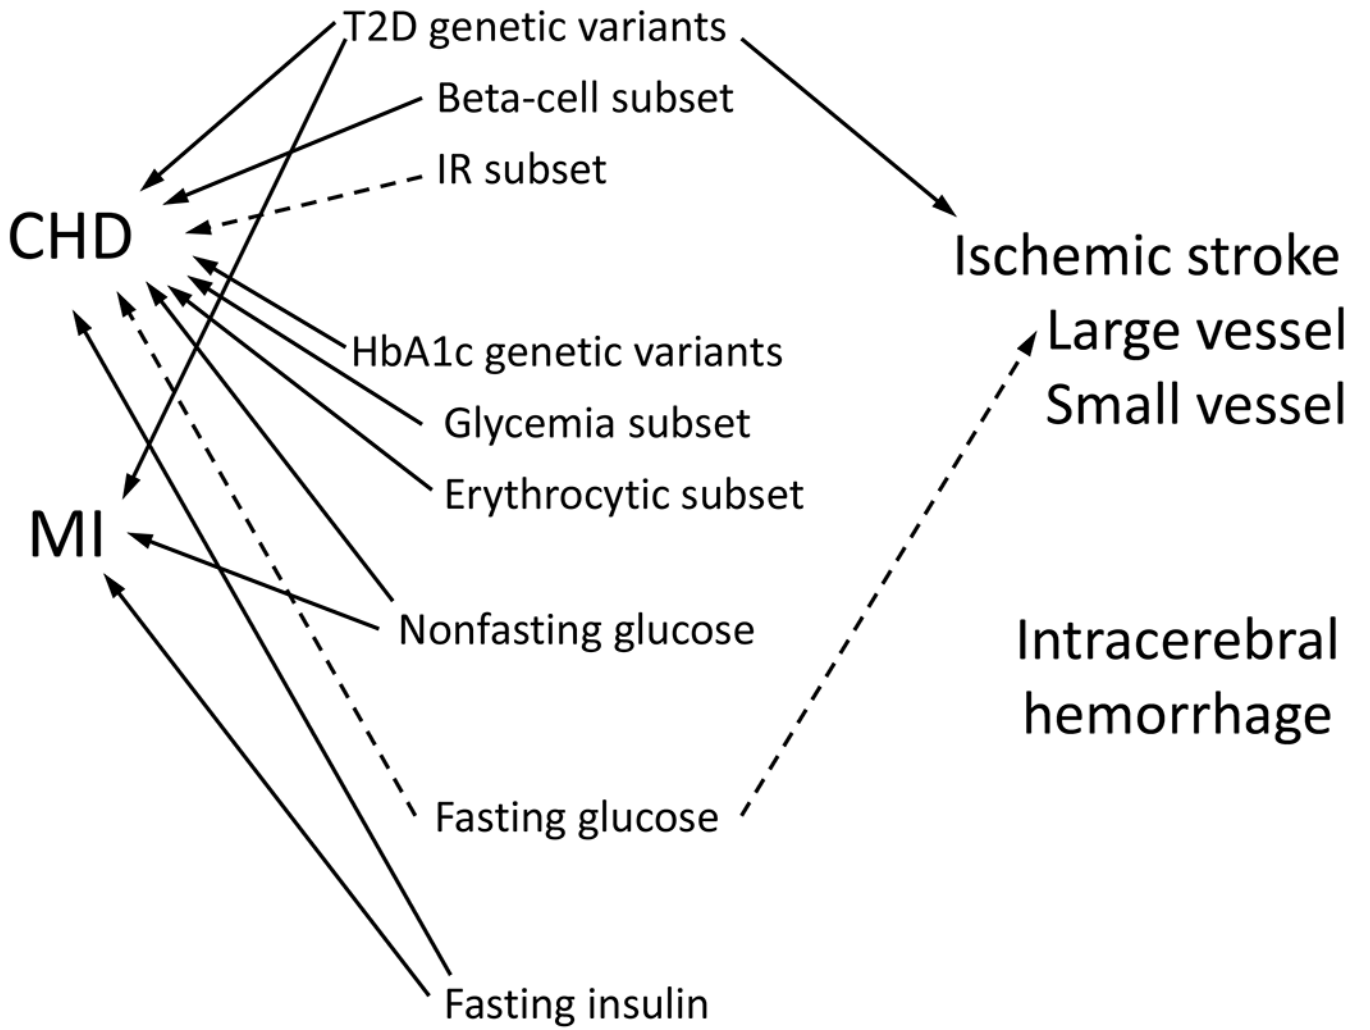 T2D genetic variants
Beta-cell subset
IR subset
CHD
Ischemic stroke
Large vessel
Small vessel
HbA1c genetic variants
Glycemia subset
Erythrocytic subset
MI
Nonfasting glucose
Intracerebral
hemorrhage
Fasting glucose
Fasting insulin